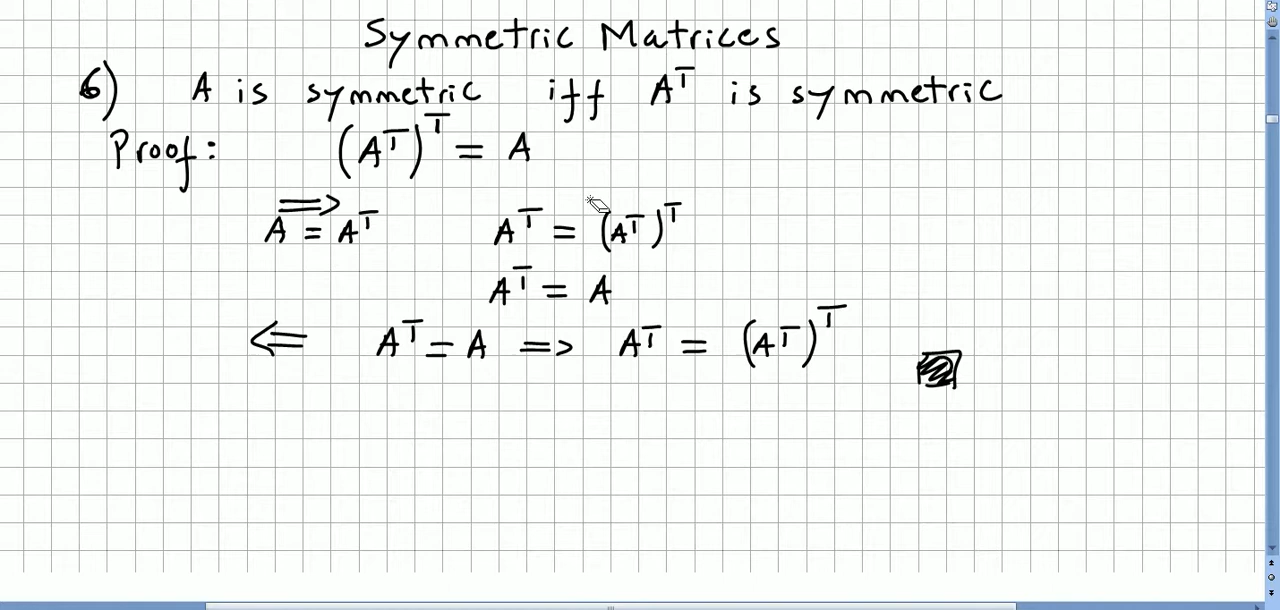 Symmetric Matrices
6) A is symmetric iff Aᵀ is symmetric
Proof: (Aᵀ)ᵀ = A
⟹
A = Aᵀ Aᵀ = (Aᵀ)ᵀ
Aᵀ = A
⟸ Aᵀ = A => Aᵀ = (Aᵀ)ᵀ